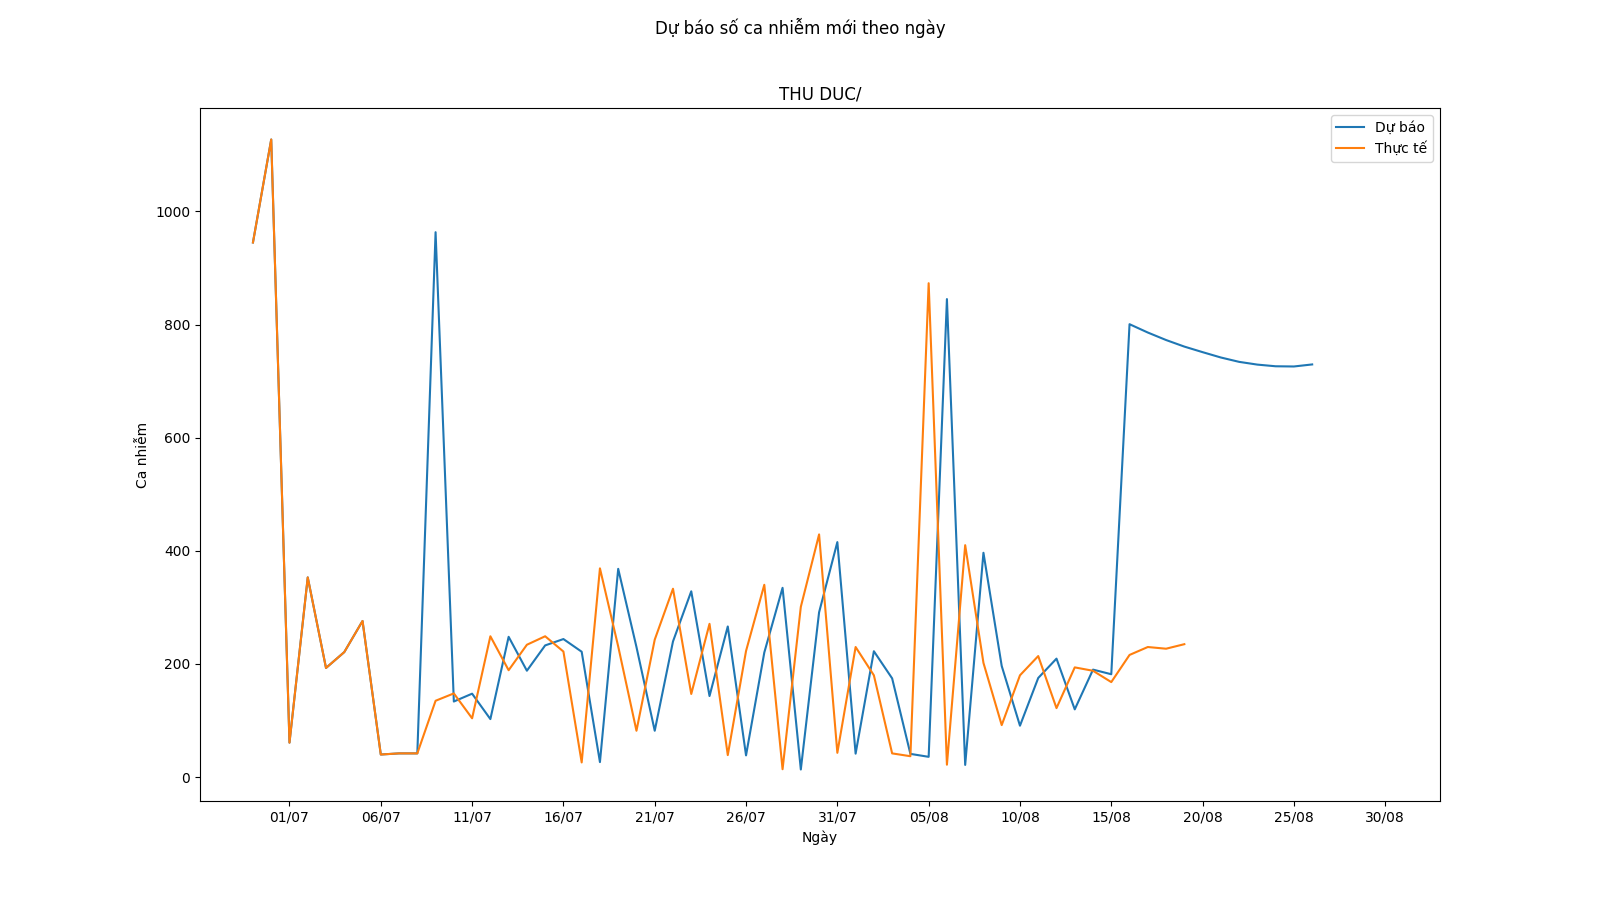 Dự báo số ca nhiễm mới theo ngày
THU DUC/
Dự báo
Thực tế
1000
800
600
400
200
0
Ca nhiễm
01/07 06/07 11/07 16/07 21/07 26/07 31/07 05/08 10/08 15/08 20/08 25/08 30/08
Ngày